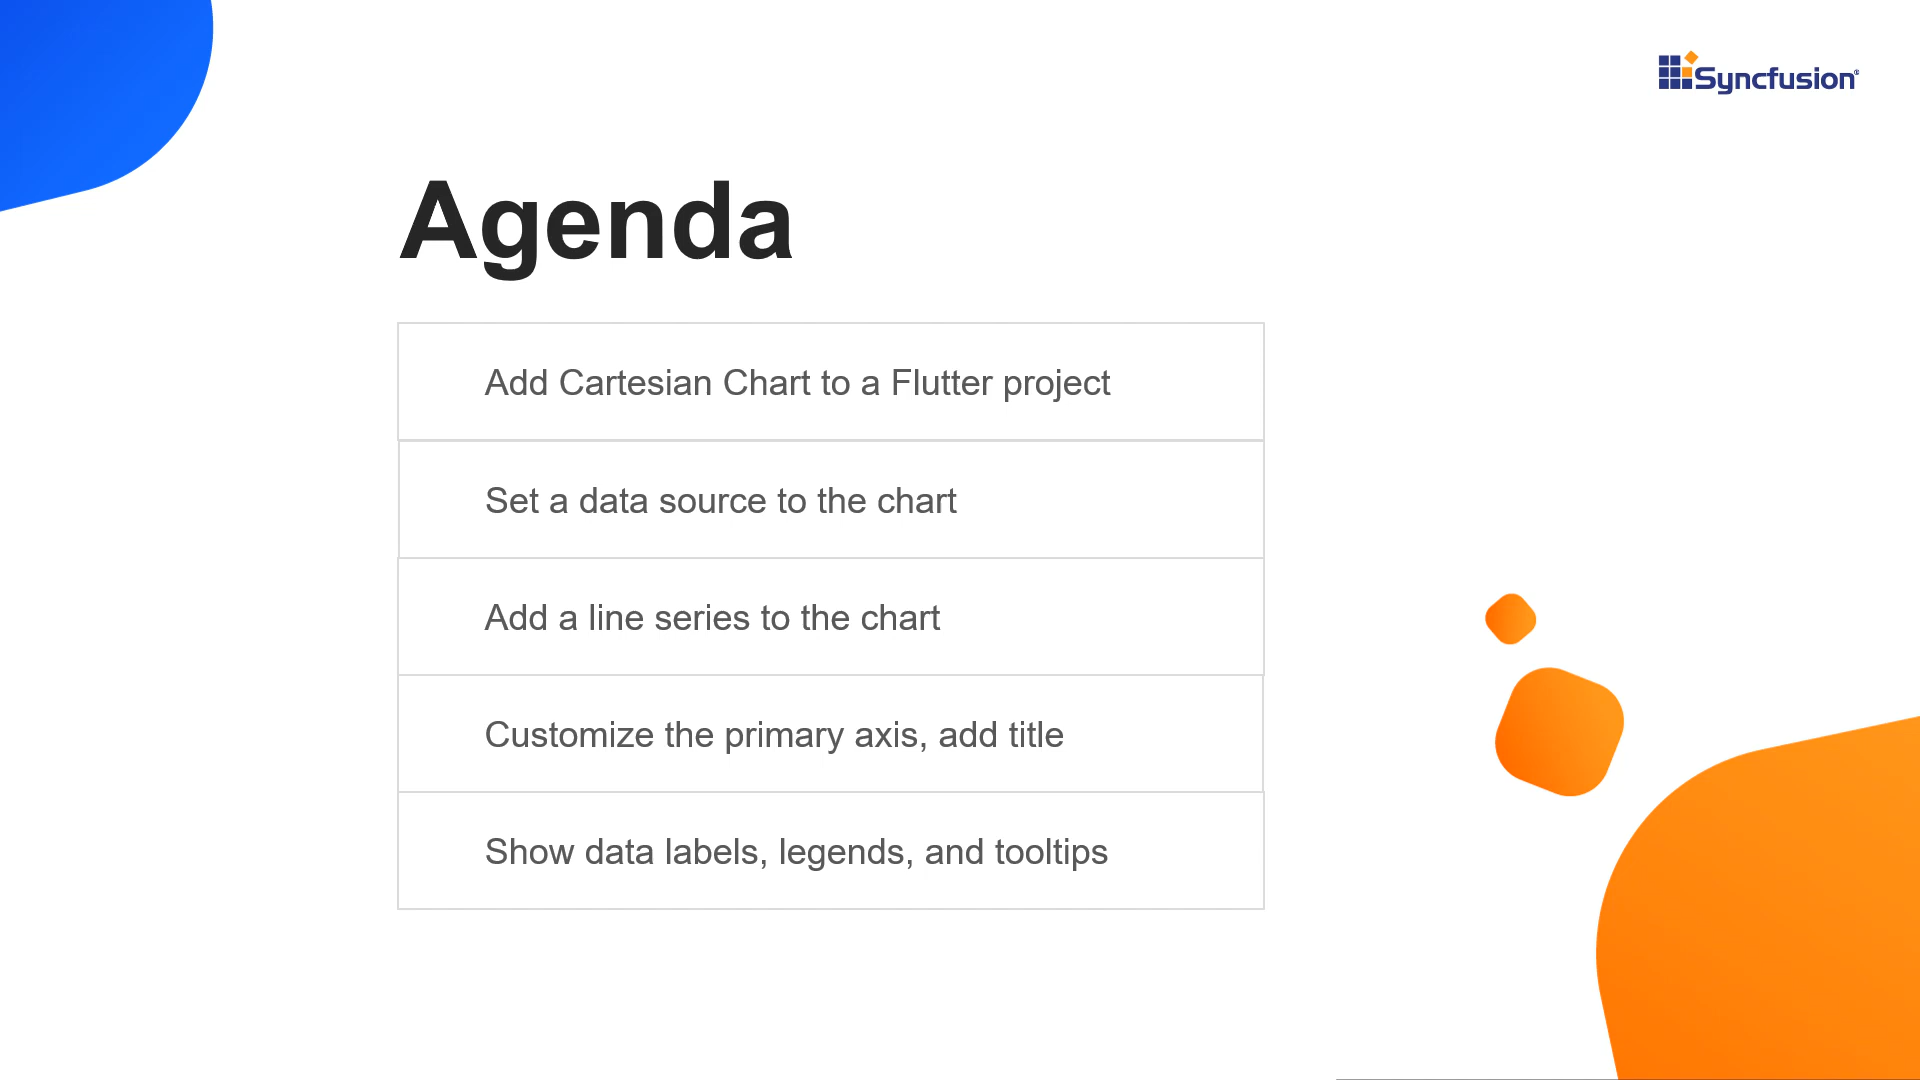 Syncfusion®
Agenda
Add Cartesian Chart to a Flutter project
Set a data source to the chart
Add a line series to the chart
Customize the primary axis, add title
Show data labels, legends, and tooltips